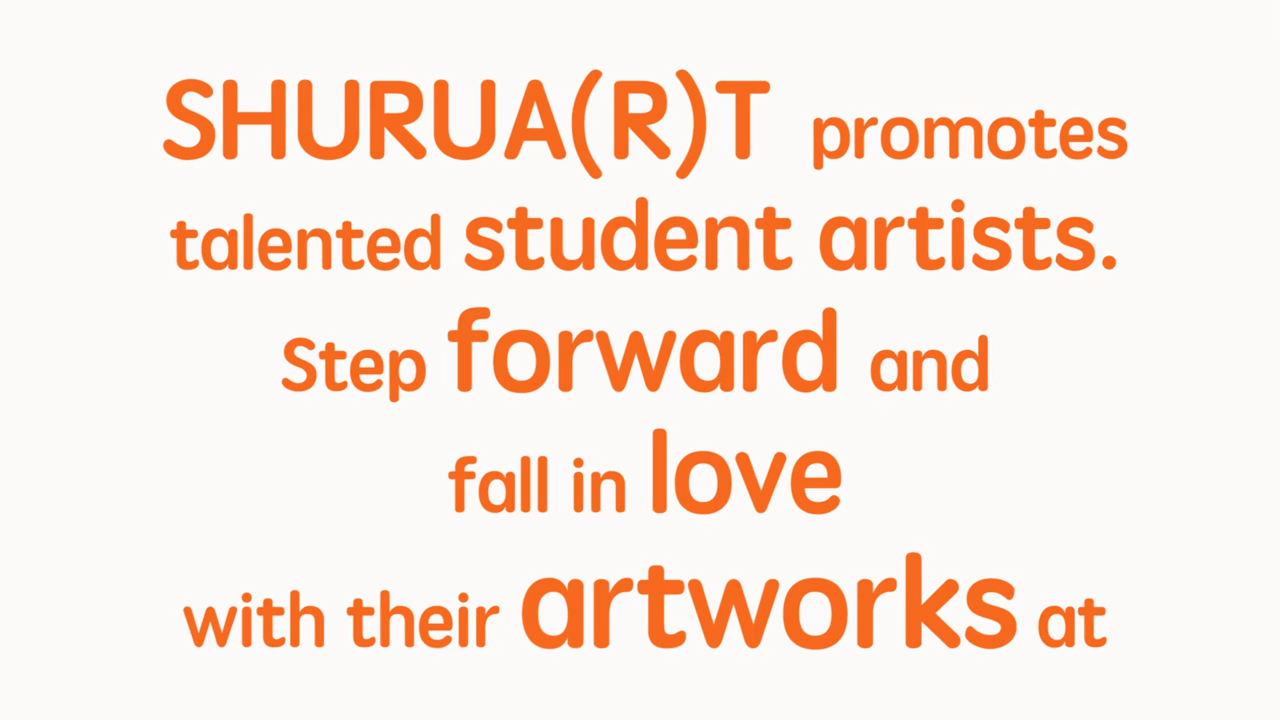 SHURUA(R)T promotes
talented student artists.
Step forward and
fall in love
with their artworks at